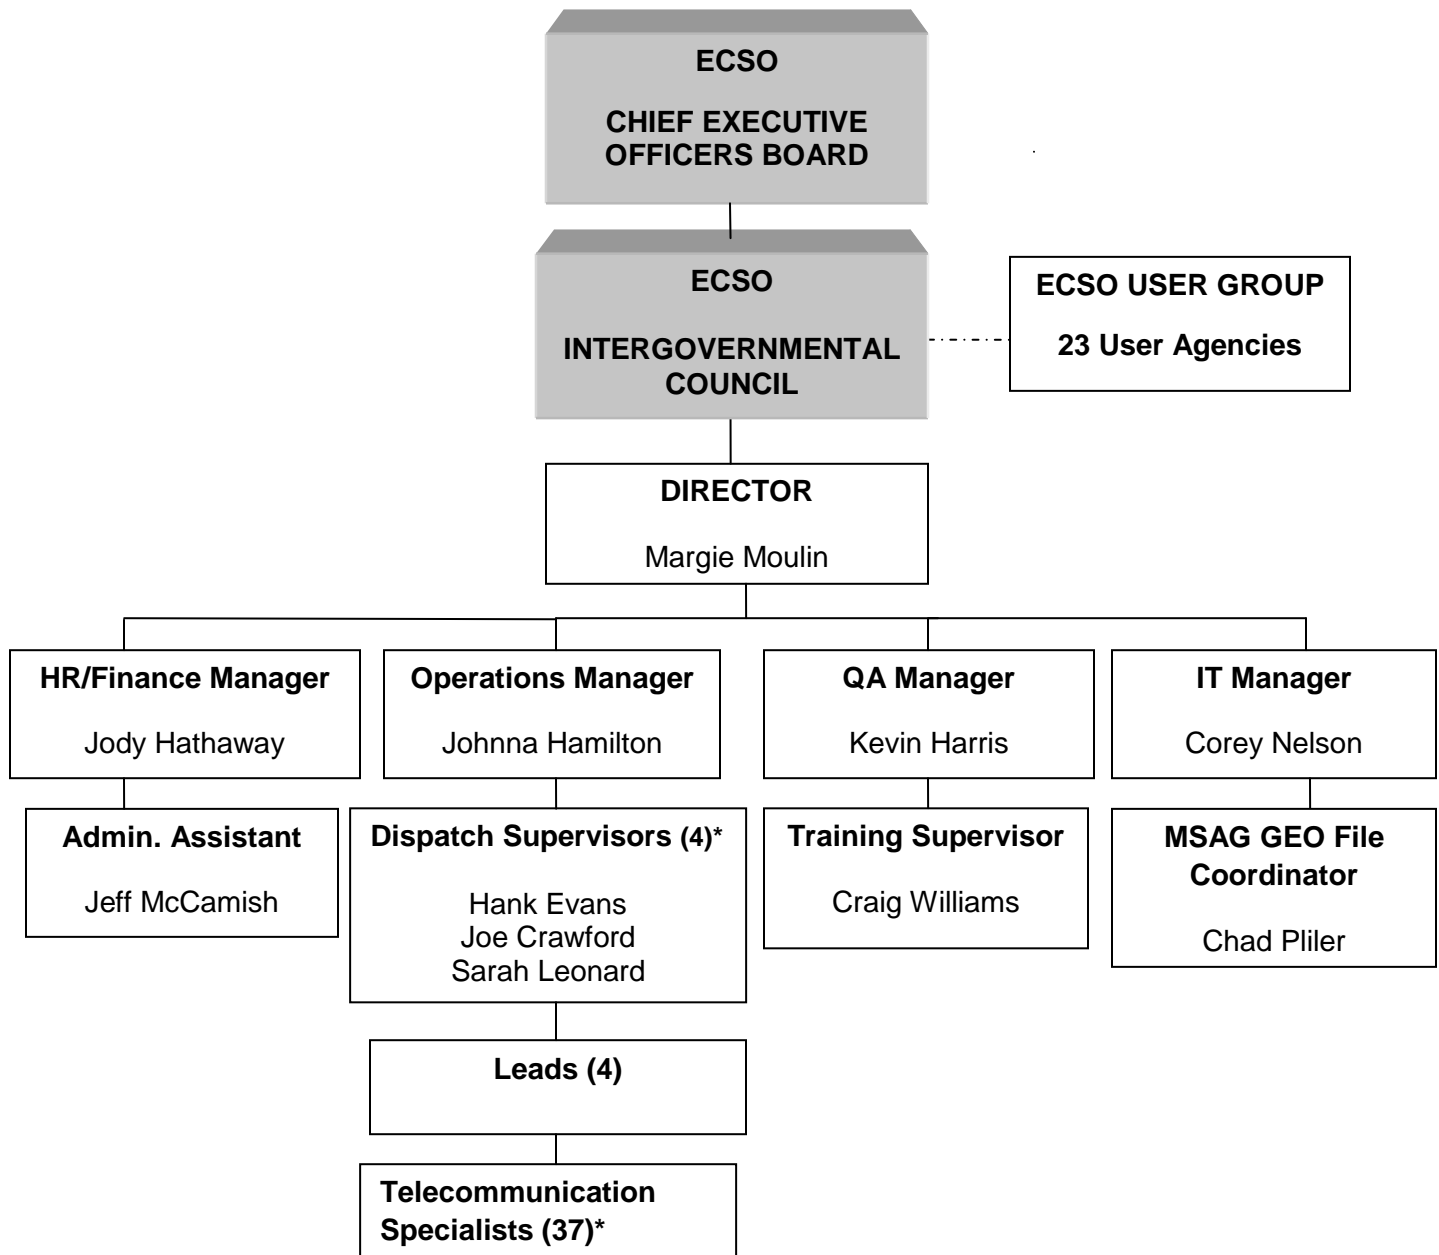 ECSO
CHIEF EXECUTIVE
OFFICERS BOARD
ECSO
INTERGOVERNMENTAL
COUNCIL
ECSO USER GROUP
23 User Agencies
DIRECTOR
Margie Moulin
HR/Finance Manager
Jody Hathaway
Operations Manager
Johnna Hamilton
QA Manager
Kevin Harris
IT Manager
Corey Nelson
Admin. Assistant
Jeff McCamish
Dispatch Supervisors (4)*
Hank Evans
Joe Crawford
Sarah Leonard
Training Supervisor
Craig Williams
MSAG GEO File
Coordinator
Chad Pliler
Leads (4)
Telecommunication
Specialists (37)*